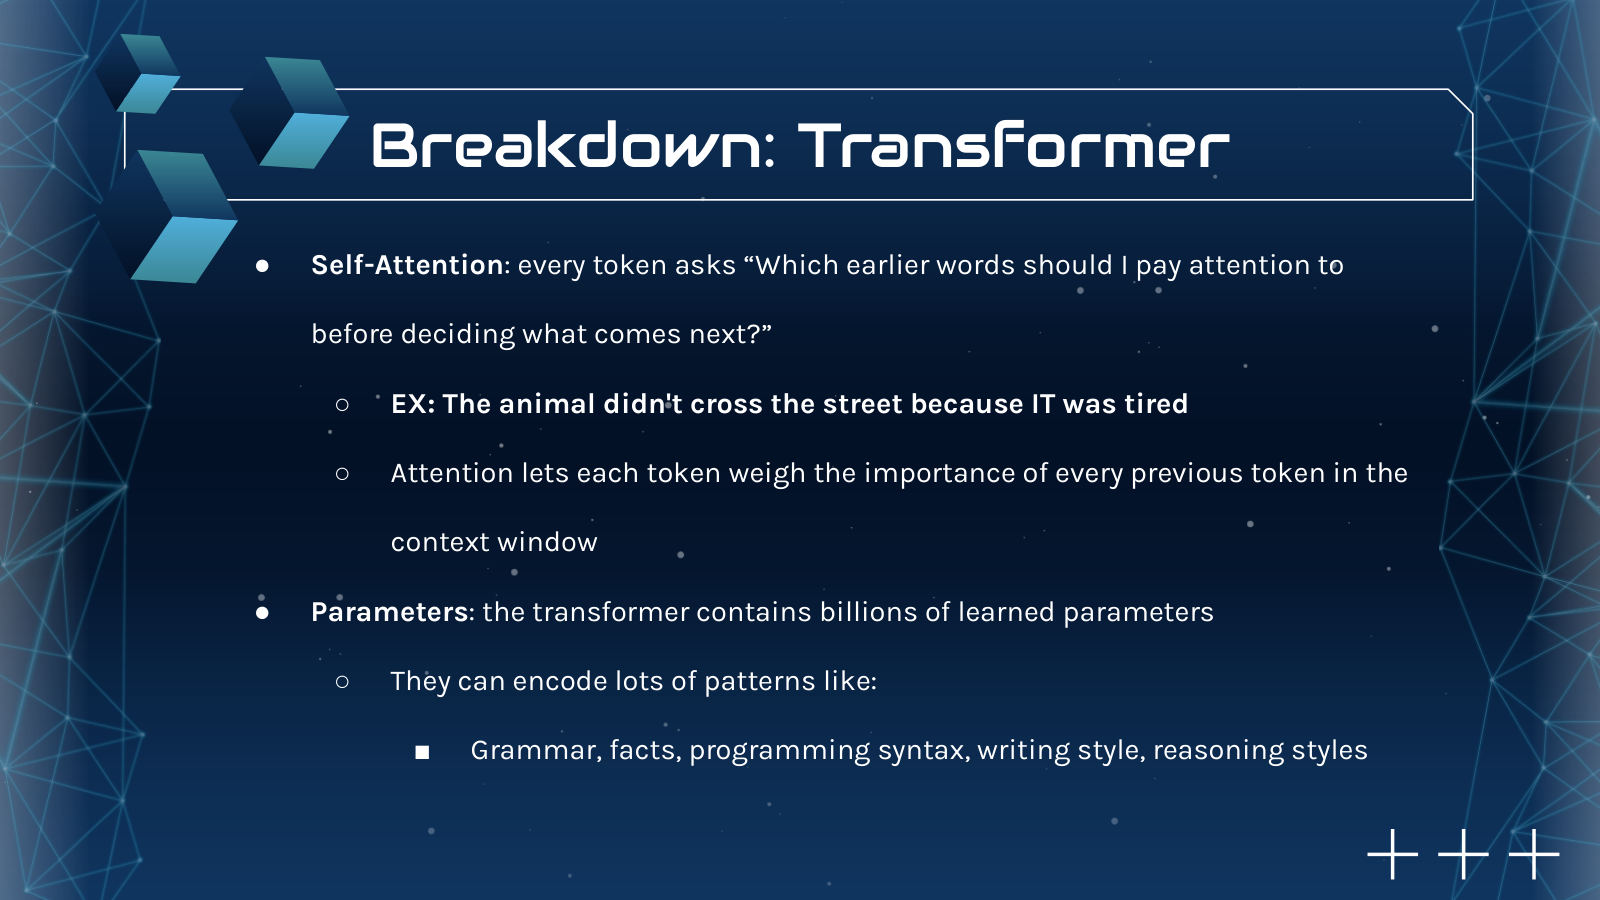 Breakdown: Transformer
● Self-Attention: every token asks “Which earlier words should I pay attention to
before deciding what comes next?”
○ EX: The animal didn't cross the street because IT was tired
○ Attention lets each token weigh the importance of every previous token in the
context window
● Parameters: the transformer contains billions of learned parameters
○ They can encode lots of patterns like:
■ Grammar, facts, programming syntax, writing style, reasoning styles